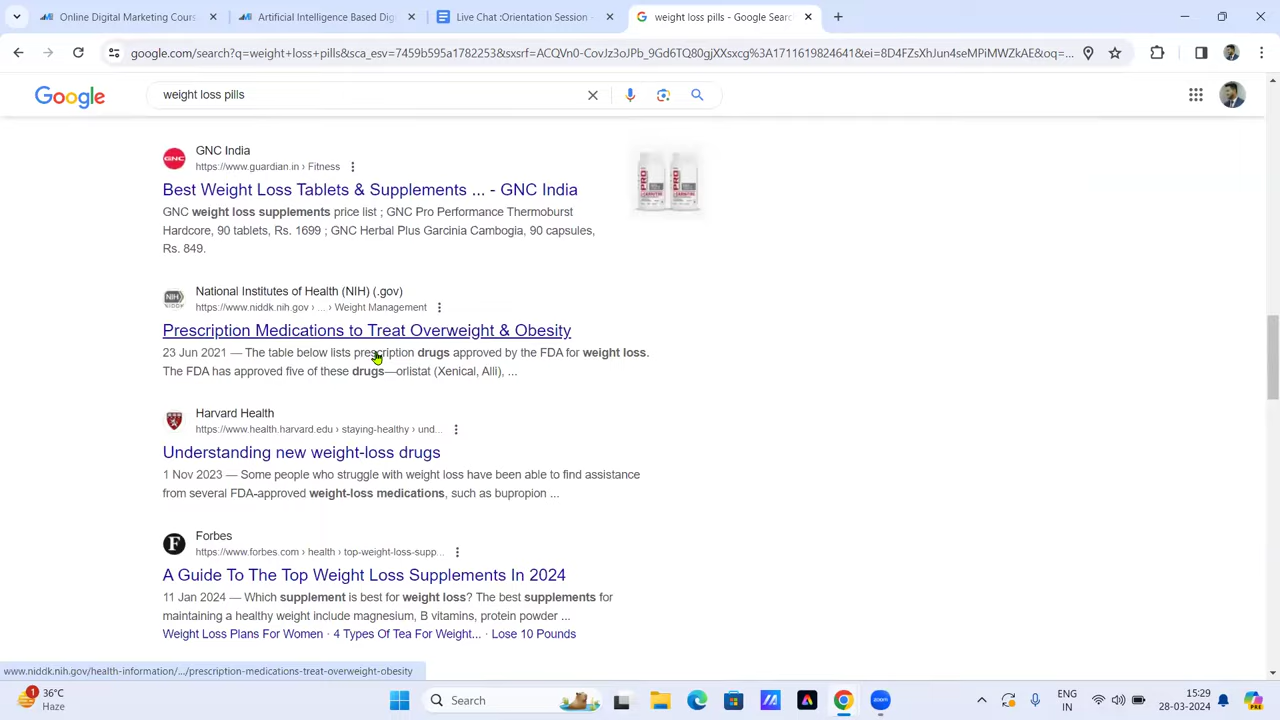 Online Digital Marketing Cours
Artificial Intelligence Based Digi
Live Chat :Orientation Session -
weight loss pills - Google Searc
google.com/search?q=weight+loss+pills&sca_esv=7459b595a1782253&sxsrf=ACQVn0-CovJz3oJPb_9Gd6TQ80gjXXsxcg%3A1711619824641&ei=8D4FZsXhJun4seMPiMWZkAE&oq=...
Google
weight loss pills
GNC
GNC India
https://www.guardian.in › Fitness
Best Weight Loss Tablets & Supplements ... - GNC India
GNC weight loss supplements price list ; GNC Pro Performance Thermoburst
Hardcore, 90 tablets, Rs. 1699 ; GNC Herbal Plus Garcinia Cambogia, 90 capsules,
Rs. 849.
NIH
NIDDK
National Institutes of Health (NIH) (.gov)
https://www.niddk.nih.gov › ... › Weight Management
Prescription Medications to Treat Overweight & Obesity
23 Jun 2021 — The table below lists prescription drugs approved by the FDA for weight loss.
The FDA has approved five of these drugs—orlistat (Xenical, Alli), ...
Harvard Health
https://www.health.harvard.edu › staying-healthy › und...
Understanding new weight-loss drugs
1 Nov 2023 — Some people who struggle with weight loss have been able to find assistance
from several FDA-approved weight-loss medications, such as bupropion ...
F
Forbes
https://www.forbes.com › health › top-weight-loss-supp...
A Guide To The Top Weight Loss Supplements In 2024
11 Jan 2024 — Which supplement is best for weight loss? The best supplements for
maintaining a healthy weight include magnesium, B vitamins, protein powder ...
Weight Loss Plans For Women · 4 Types Of Tea For Weight... · Lose 10 Pounds
www.niddk.nih.gov/health-information/.../prescription-medications-treat-overweight-obesity
1
36°C
Haze
Search
zoom
ENG
IN
15:29
28-03-2024
PRE